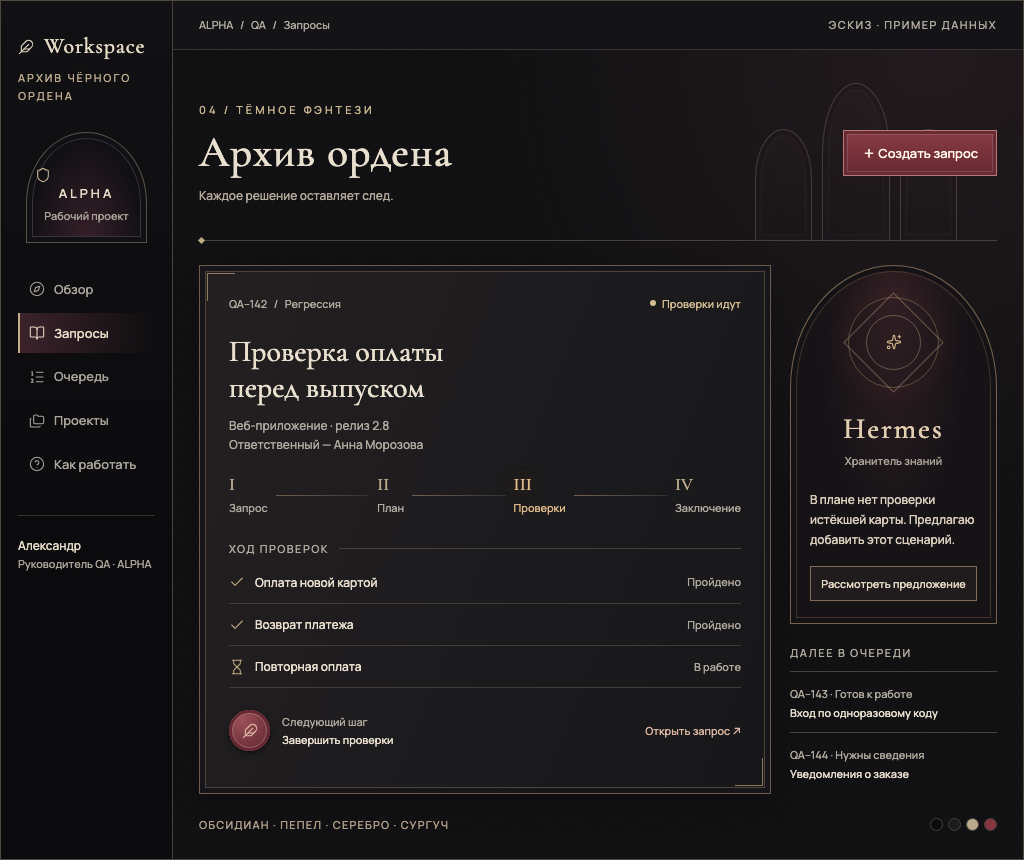 Workspace
АРХИВ ЧЁРНОГО
ОРДЕНА
ALPHA
Рабочий проект
Обзор
Запросы
Очередь
Проекты
Как работать
Александр
Руководитель QA · ALPHA
ALPHA / QA / Запросы
ЭСКИЗ · ПРИМЕР ДАННЫХ
04 / ТЁМНОЕ ФЭНТЕЗИ
Архив ордена
Каждое решение оставляет след.
+ Создать запрос
QA–142 / Регрессия
Проверки идут
Проверка оплаты
перед выпуском
Веб-приложение · релиз 2.8
Ответственный — Анна Морозова
I
Запрос
II
План
III
Проверки
IV
Заключение
ХОД ПРОВЕРОК
Оплата новой картой
Пройдено
Возврат платежа
Пройдено
Повторная оплата
В работе
Следующий шаг
Завершить проверки
Открыть запрос ↗
Hermes
Хранитель знаний
В плане нет проверки
истёкшей карты. Предлагаю
добавить этот сценарий.
Рассмотреть предложение
ДАЛЕЕ В ОЧЕРЕДИ
QA–143 · Готов к работе
Вход по одноразовому коду
QA–144 · Нужны сведения
Уведомления о заказе
ОБСИДИАН · ПЕПЕЛ · СЕРЕБРО · СУРГУЧ